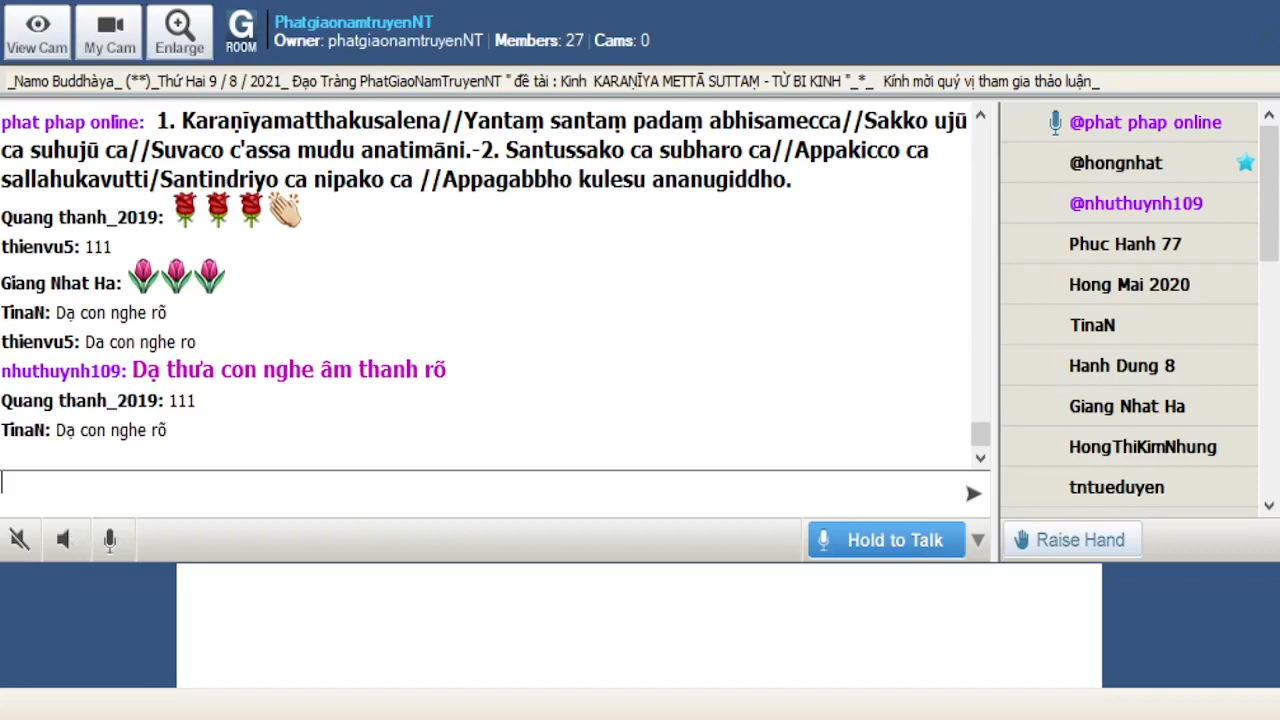 View Cam
My Cam
Enlarge
G
ROOM
PhatgiaonamtruyenNT
Owner: phatgiaonamtruyenNT | Members: 27 | Cams: 0
_Namo Buddhàya_ (**)_Thứ Hai 9 / 8 / 2021_ Đạo Tràng PhatGiaoNamTruyenNT " đề tài : Kinh KARAṆĪYA METTĀ SUTTAṂ - TỪ BI KINH "_*_ Kính mời quý vị tham gia thảo luận_
phat phap online: 1. Karaṇīyamatthakusalena//Yantaṃ santaṃ padaṃ abhisamecca//Sakko ujū
ca suhujū ca//Suvaco c'assa mudu anatimāni.-2. Santussako ca subharo ca//Appakicco ca
sallahukavutti/Santindriyo ca nipako ca //Appagabbho kulesu ananugiddho.
Quang thanh_2019:
thienvu5: 111
Giang Nhat Ha:
TinaN: Dạ con nghe rõ
thienvu5: Da con nghe ro
nhuthuynh109: Dạ thưa con nghe âm thanh rõ
Quang thanh_2019: 111
TinaN: Dạ con nghe rõ
@phat phap online
@hongnhat
@nhuthuynh109
Phuc Hanh 77
Hong Mai 2020
TinaN
Hanh Dung 8
Giang Nhat Ha
HongThiKimNhung
tntueduyen
Hold to Talk
Raise Hand